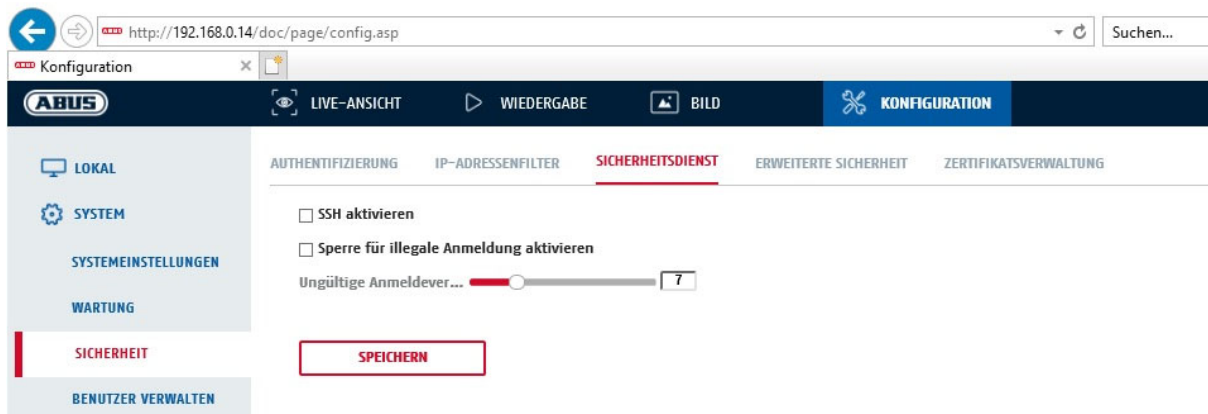 http://192.168.0.14/doc/page/config.asp
Suchen...
Konfiguration
ABUS
LIVE-ANSICHT
WIEDERGABE
BILD
KONFIGURATION
LOKAL
SYSTEM
SYSTEMEINSTELLUNGEN
WARTUNG
SICHERHEIT
BENUTZER VERWALTEN
AUTHENTIFIZIERUNG
IP-ADRESSENFILTER
SICHERHEITSDIENST
ERWEITERTE SICHERHEIT
ZERTIFIKATSVERWALTUNG
SSH aktivieren
Sperre für illegale Anmeldung aktivieren
Ungültige Anmeldever... 7
SPEICHERN